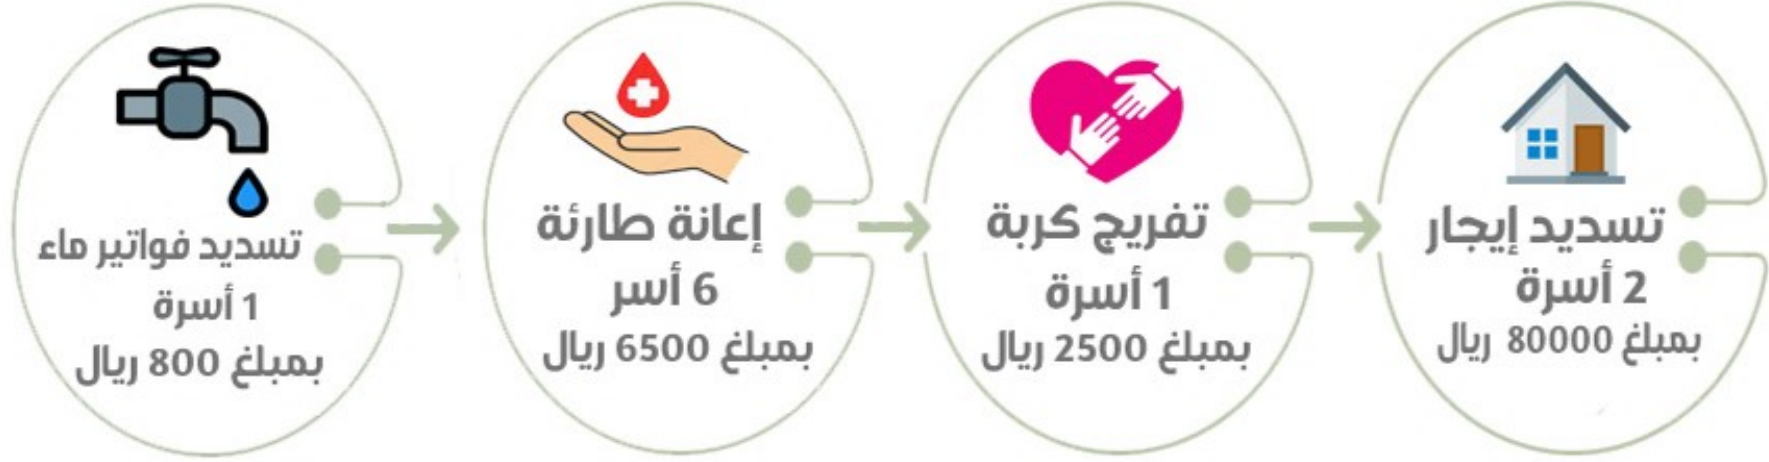 تسديد إيجار
2 أسرة
بمبلغ 80000 ريال
تفريج كربة
1 أسرة
بمبلغ 2500 ريال
إعانة طارئة
6 أسر
بمبلغ 6500 ريال
تسديد فواتير ماء
1 أسرة
بمبلغ 800 ريال